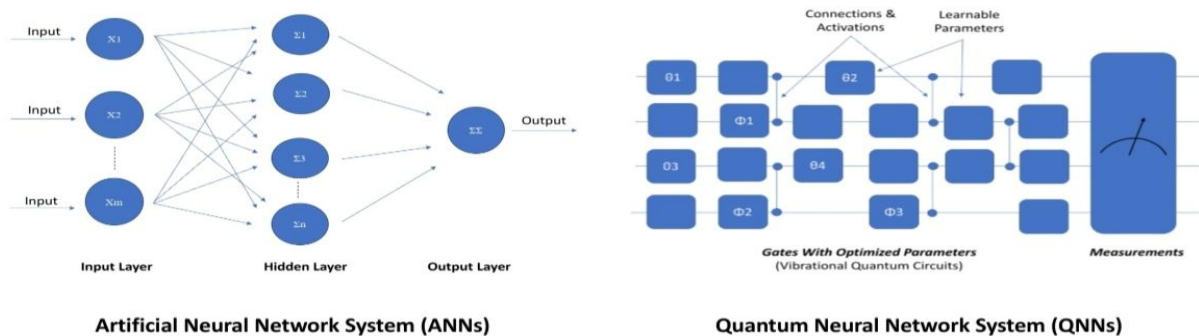 Input
X1
Input
X2
Input
Xm
Σ1
Σ2
Σ3
Σn
ΣΣ
Output
Input Layer
Hidden Layer
Output Layer
Artificial Neural Network System (ANNs)
Connections &
Activations
Learnable
Parameters
θ1
θ2
Φ1
θ3
θ4
Φ2
Φ3
Gates With Optimized Parameters
(Vibrational Quantum Circuits)
Measurements
Quantum Neural Network System (QNNs)